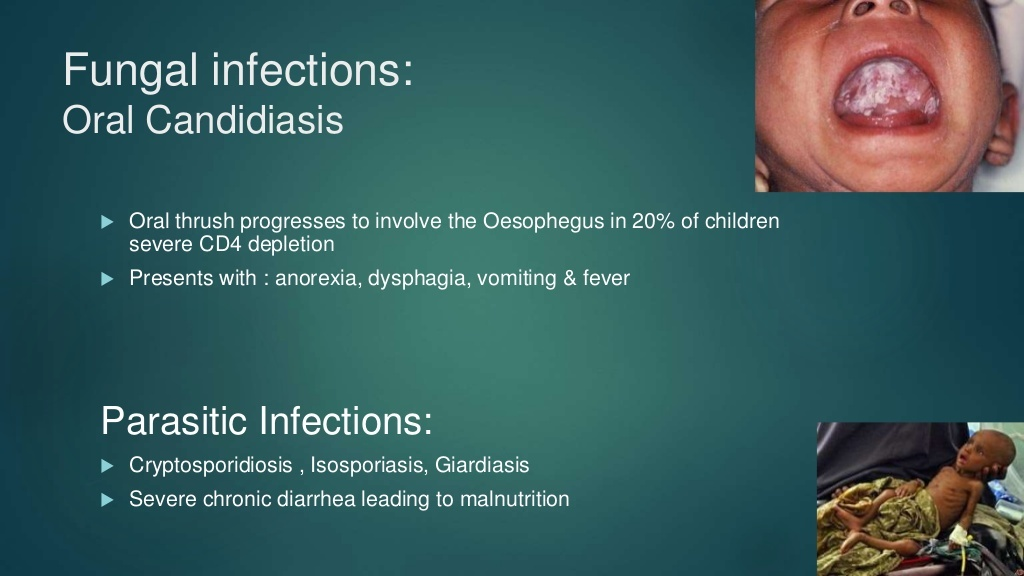 Fungal infections:
Oral Candidiasis
Oral thrush progresses to involve the Oesophegus in 20% of children
severe CD4 depletion
Presents with : anorexia, dysphagia, vomiting & fever
Parasitic Infections:
Cryptosporidiosis , Isosporiasis, Giardiasis
Severe chronic diarrhea leading to malnutrition